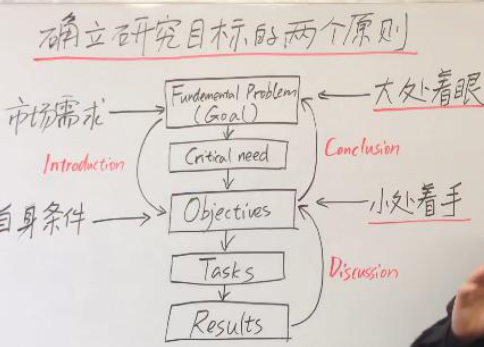 确立研究目标的两个原则
市场需求
Fundemental Problem
(Goal)
大处着眼
Introduction
Critical need
Conclusion
自身条件
Objectives
小处着手
Tasks
Discussion
Results